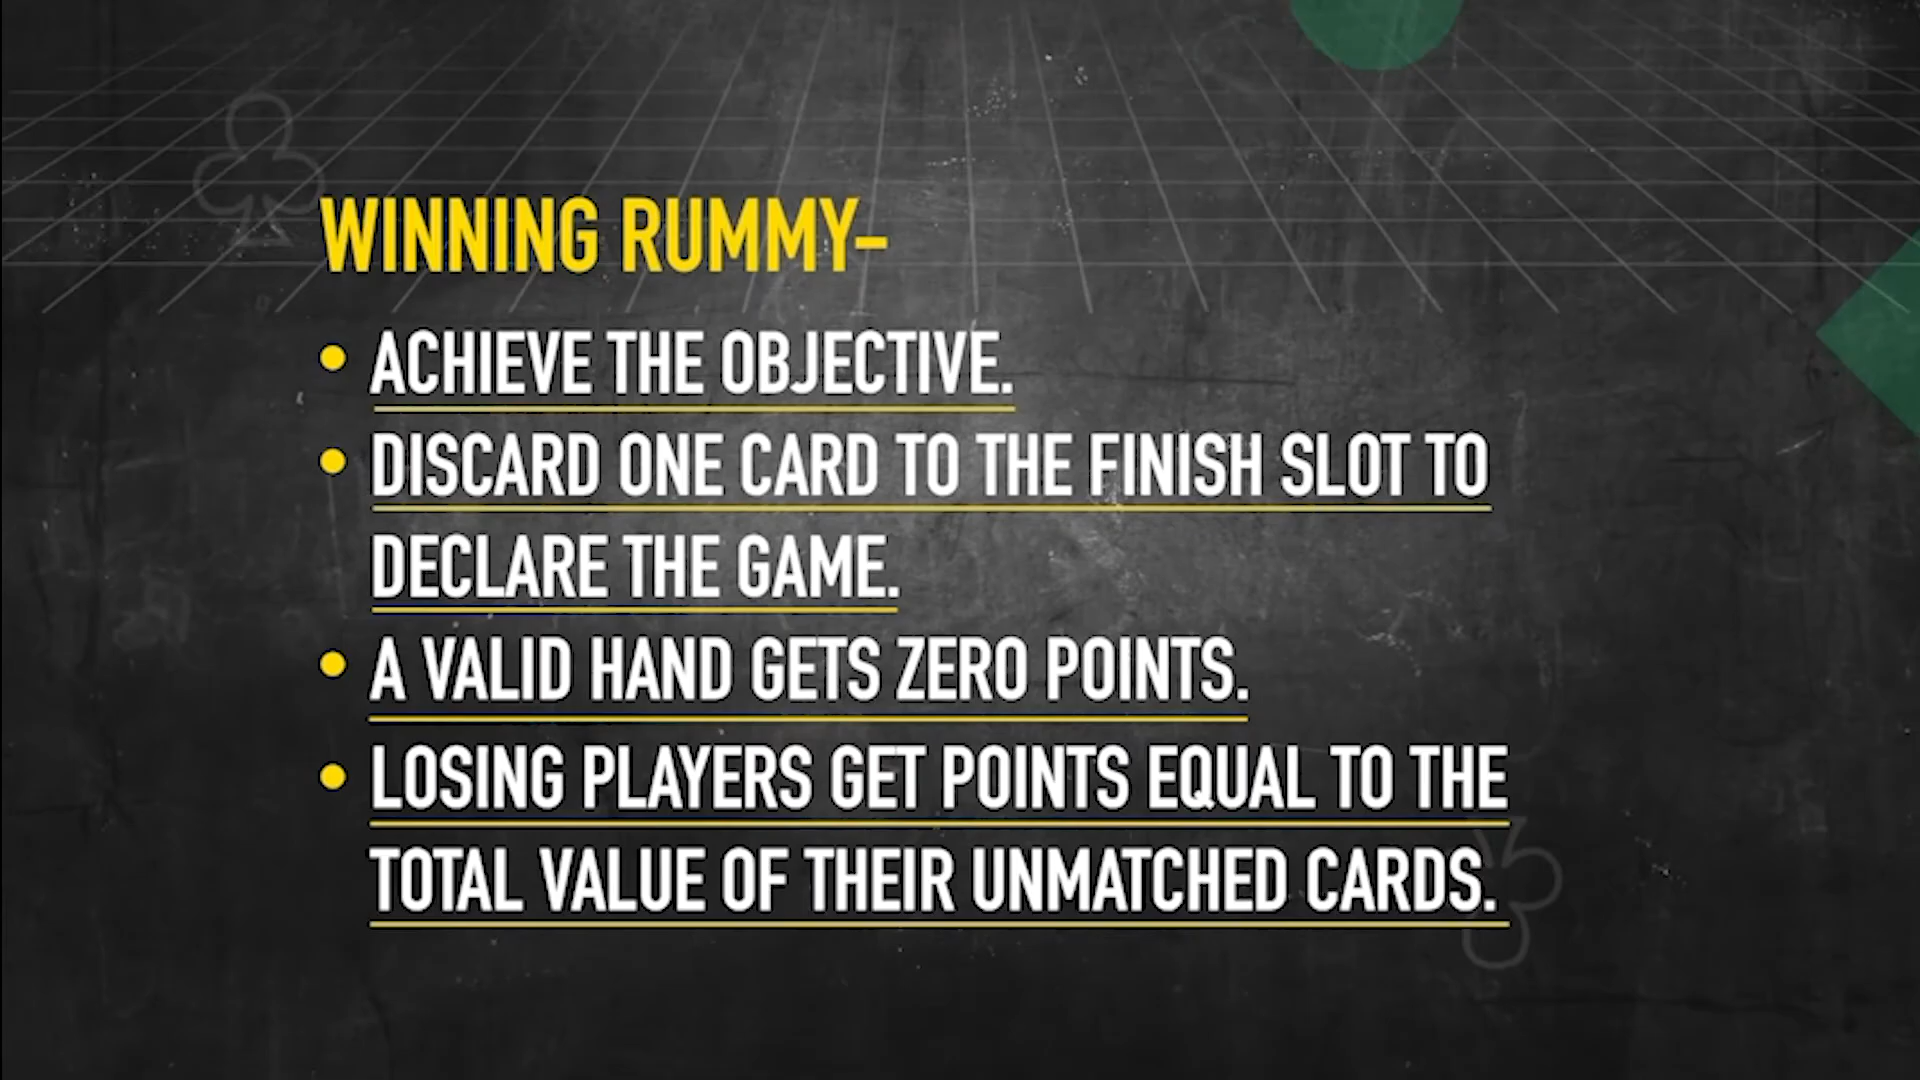 WINNING RUMMY–
• ACHIEVE THE OBJECTIVE.
• DISCARD ONE CARD TO THE FINISH SLOT TO
DECLARE THE GAME.
• A VALID HAND GETS ZERO POINTS.
• LOSING PLAYERS GET POINTS EQUAL TO THE
TOTAL VALUE OF THEIR UNMATCHED CARDS.